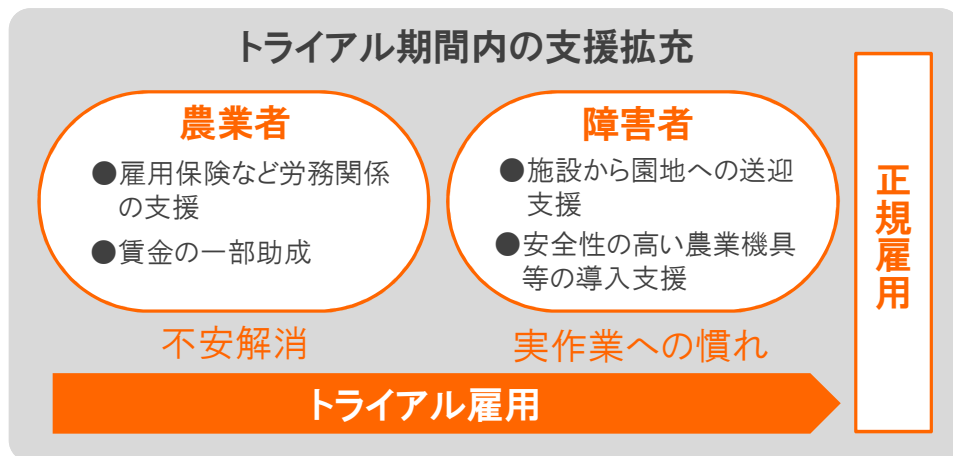 トライアル期間内の支援拡充
農業者
●雇用保険など労務関係
の支援
●賃金の一部助成
不安解消
障害者
●施設から園地への送迎
支援
●安全性の高い農業機具
等の導入支援
実作業への慣れ
トライアル雇用
正規雇用